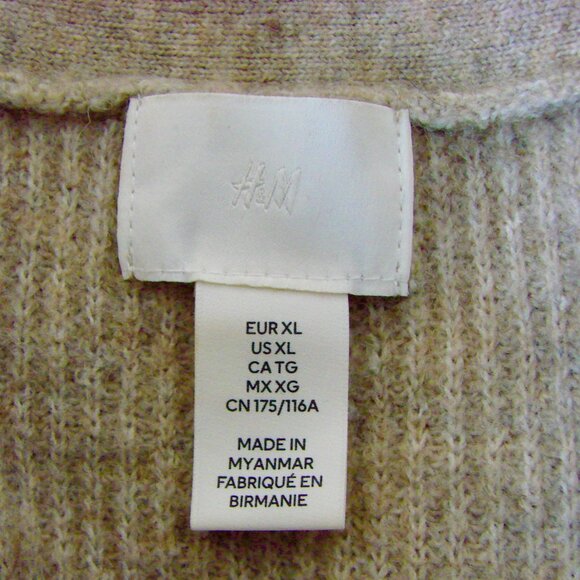 H&M
EUR XL
US XL
CA TG
MX XG
CN 175/116A
MADE IN
MYANMAR
FABRIQUÉ EN
BIRMANIE